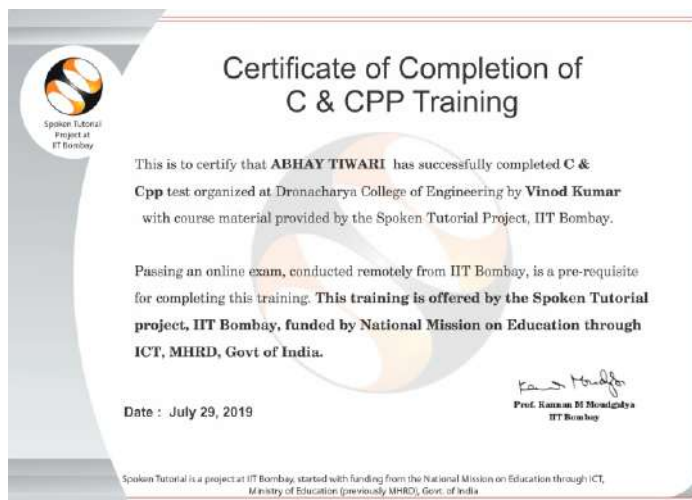 Certificate of Completion of
C & CPP Training
Spoken Tutorial
Project at
IIT Bombay
This is to certify that ABHAY TIWARI has successfully completed C &
Cpp test organized at Dronacharya College of Engineering by Vinod Kumar
with course material provided by the Spoken Tutorial Project, IIT Bombay.
Passing an online exam, conducted remotely from IIT Bombay, is a pre-requisite
for completing this training. This training is offered by the Spoken Tutorial
project, IIT Bombay, funded by National Mission on Education through
ICT, MHRD, Govt of India.
Date : July 29, 2019
Prof. Kannan M Moudgalya
IIT Bombay
Spoken Tutorial is a project at IIT Bombay, started with funding from the National Mission on Education through ICT,
Ministry of Education (previously MHRD), Govt. of India